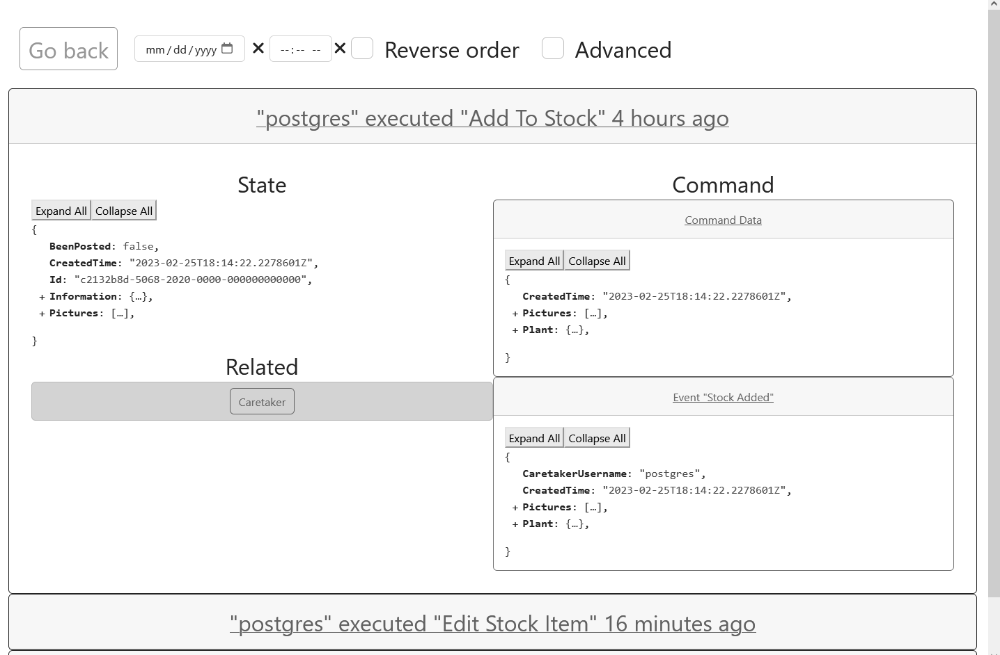 Go back mm/dd/yyyy --:-- -- Reverse order Advanced
"postgres" executed "Add To Stock" 4 hours ago
State
Expand All Collapse All
{
BeenPosted: false,
CreatedTime: "2023-02-25T18:14:22.2278601Z",
Id: "c2132b8d-5068-2020-0000-000000000000",
+ Information: {…},
+ Pictures: […],
}
Related
Caretaker
Command
Command Data
Expand All Collapse All
{
CreatedTime: "2023-02-25T18:14:22.2278601Z",
+ Pictures: […],
+ Plant: {…},
}
Event "Stock Added"
Expand All Collapse All
{
CaretakerUsername: "postgres",
CreatedTime: "2023-02-25T18:14:22.2278601Z",
+ Pictures: […],
+ Plant: {…},
}
"postgres" executed "Edit Stock Item" 16 minutes ago